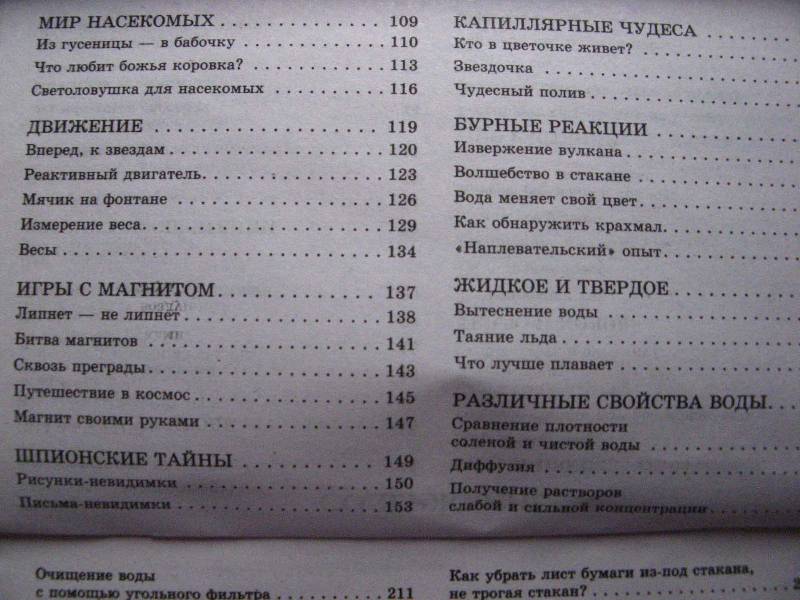 МИР НАСЕКОМЫХ . . . . . . . . . . . . 109
Из гусеницы — в бабочку . . . . . . . . . . . . 110
Что любит божья коровка? . . . . . . . . . . . 113
Светоловушка для насекомых . . . . . . . . . 116
ДВИЖЕНИЕ . . . . . . . . . . . . . . . . 119
Вперед, к звездам . . . . . . . . . . . . . . . . . 120
Реактивный двигатель. . . . . . . . . . . . . . 123
Мячик на фонтане . . . . . . . . . . . . . . . . 126
Измерение веса. . . . . . . . . . . . . . . . . . 129
Весы . . . . . . . . . . . . . . . . . . . . . . . . 134
ИГРЫ С МАГНИТОМ. . . . . . . . . . . . 137
Липнет — не липнет . . . . . . . . . . . . . . 138
Битва магнитов . . . . . . . . . . . . . . . . . 141
Сквозь преграды. . . . . . . . . . . . . . . . . 143
Путешествие в космос . . . . . . . . . . . . . 145
Магнит своими руками . . . . . . . . . . . . 147
ШПИОНСКИЕ ТАЙНЫ . . . . . . . . . . 149
Рисунки-невидимки . . . . . . . . . . . . . . 150
Письма-невидимки . . . . . . . . . . . . . . 153
Очищение воды
с помощью угольного фильтра . . . . . . . . 211
КАПИЛЛЯРНЫЕ ЧУДЕСА . . . . . . .
Кто в цветочке живет? . . . . . . . . . . .
Звездочка . . . . . . . . . . . . . . . . . .
Чудесный полив . . . . . . . . . . . . . .
БУРНЫЕ РЕАКЦИИ . . . . . . . . . .
Извержение вулкана . . . . . . . . . . . .
Волшебство в стакане . . . . . . . . . . .
Вода меняет свой цвет. . . . . . . . . . .
Как обнаружить крахмал. . . . . . . . .
«Наплевательский» опыт. . . . . . . . .
ЖИДКОЕ И ТВЕРДОЕ . . . . . . . . .
Вытеснение воды . . . . . . . . . . . . .
Таяние льда . . . . . . . . . . . . . . . .
Что лучше плавает . . . . . . . . . . . .
РАЗЛИЧНЫЕ СВОЙСТВА ВОДЫ. . .
Сравнение плотности
соленой и чистой воды . . . . . . . . . .
Диффузия . . . . . . . . . . . . . . . . .
Получение растворов
слабой и сильной концентрации. . . . . .
Как убрать лист бумаги из-под стакана,
не трогая стакан? . . . . . . . . . . . . .